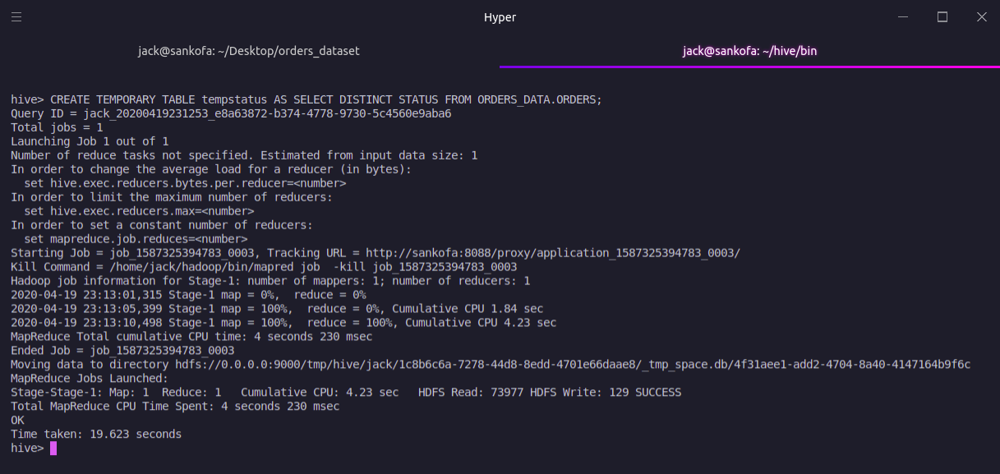 Hyper
jack@sankofa: ~/Desktop/orders_dataset
jack@sankofa: ~/hive/bin
hive> CREATE TEMPORARY TABLE tempstatus AS SELECT DISTINCT STATUS FROM ORDERS_DATA.ORDERS;
Query ID = jack_20200419231253_e8a63872-b374-4778-9730-5c4560e9aba6
Total jobs = 1
Launching Job 1 out of 1
Number of reduce tasks not specified. Estimated from input data size: 1
In order to change the average load for a reducer (in bytes):
  set hive.exec.reducers.bytes.per.reducer=<number>
In order to limit the maximum number of reducers:
  set hive.exec.reducers.max=<number>
In order to set a constant number of reducers:
  set mapreduce.job.reduces=<number>
Starting Job = job_1587325394783_0003, Tracking URL = http://sankofa:8088/proxy/application_1587325394783_0003/
Kill Command = /home/jack/hadoop/bin/mapred job  -kill job_1587325394783_0003
Hadoop job information for Stage-1: number of mappers: 1; number of reducers: 1
2020-04-19 23:13:01,315 Stage-1 map = 0%,  reduce = 0%
2020-04-19 23:13:05,399 Stage-1 map = 100%,  reduce = 0%, Cumulative CPU 1.84 sec
2020-04-19 23:13:10,498 Stage-1 map = 100%,  reduce = 100%, Cumulative CPU 4.23 sec
MapReduce Total cumulative CPU time: 4 seconds 230 msec
Ended Job = job_1587325394783_0003
Moving data to directory hdfs://0.0.0.0:9000/tmp/hive/jack/1c8b6c6a-7278-44d8-8edd-4701e66daae8/_tmp_space.db/4f31aee1-add2-4704-8a40-4147164b9f6c
MapReduce Jobs Launched:
Stage-Stage-1: Map: 1  Reduce: 1   Cumulative CPU: 4.23 sec   HDFS Read: 73977 HDFS Write: 129 SUCCESS
Total MapReduce CPU Time Spent: 4 seconds 230 msec
OK
Time taken: 19.623 seconds
hive>